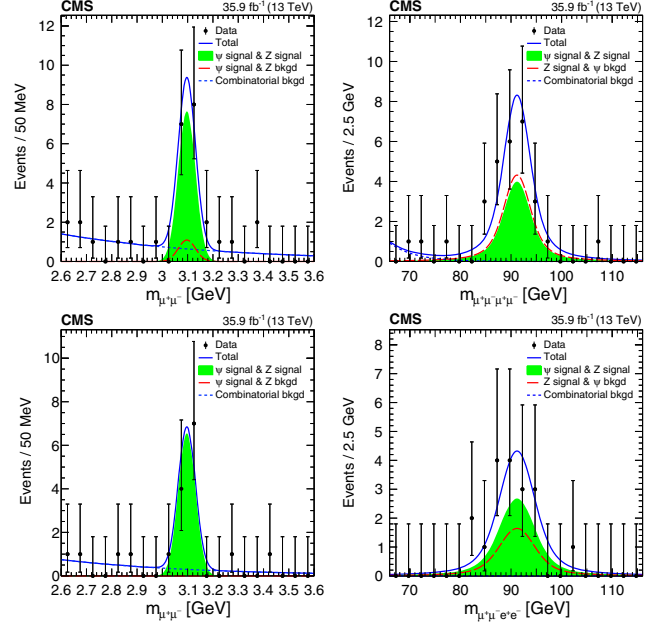 CMS 35.9 fb⁻¹ (13 TeV)
Data
Total
ψ signal & Z signal
ψ signal & Z bkgd
Combinatorial bkgd
Events / 50 MeV
12
10
8
6
4
2
0
2.6 2.7 2.8 2.9 3 3.1 3.2 3.3 3.4 3.5 3.6
m_μ⁺μ⁻ [GeV]
CMS 35.9 fb⁻¹ (13 TeV)
Data
Total
ψ signal & Z signal
Z signal & ψ bkgd
Combinatorial bkgd
Events / 2.5 GeV
12
10
8
6
4
2
0
70 80 90 100 110
m_μ⁺μ⁻μ⁺μ⁻ [GeV]
CMS 35.9 fb⁻¹ (13 TeV)
Data
Total
ψ signal & Z signal
ψ signal & Z bkgd
Combinatorial bkgd
Events / 50 MeV
10
8
6
4
2
0
2.6 2.7 2.8 2.9 3 3.1 3.2 3.3 3.4 3.5 3.6
m_μ⁺μ⁻ [GeV]
CMS 35.9 fb⁻¹ (13 TeV)
Data
Total
ψ signal & Z signal
Z signal & ψ bkgd
Combinatorial bkgd
Events / 2.5 GeV
8
7
6
5
4
3
2
1
0
70 80 90 100 110
m_μ⁺μ⁻e⁺e⁻ [GeV]